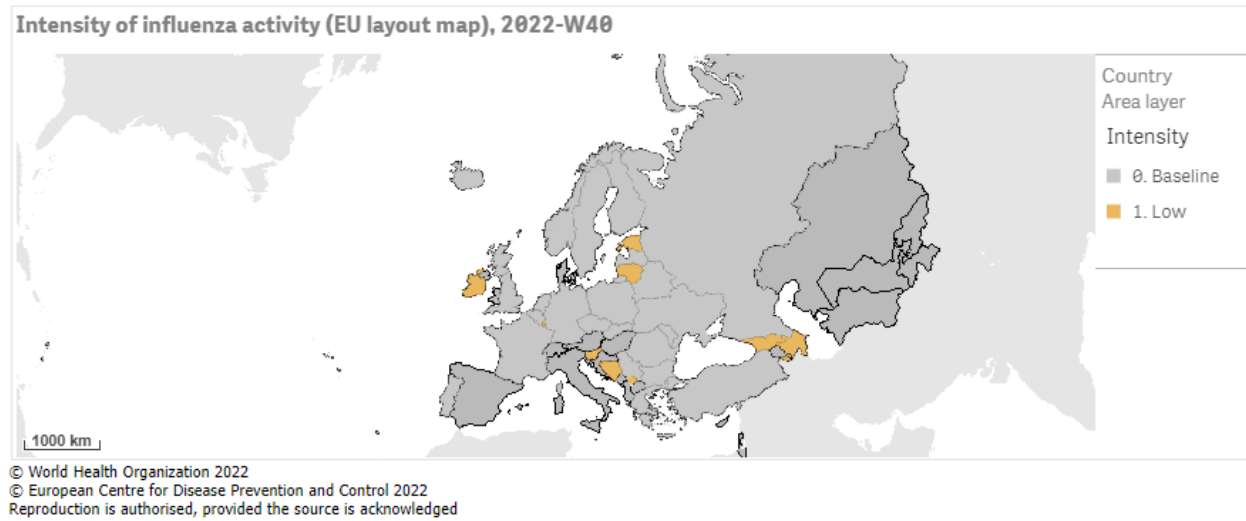 Intensity of influenza activity (EU layout map), 2022-W40
Country
Area layer
Intensity
0. Baseline
1. Low
1000 km
© World Health Organization 2022
© European Centre for Disease Prevention and Control 2022
Reproduction is authorised, provided the source is acknowledged